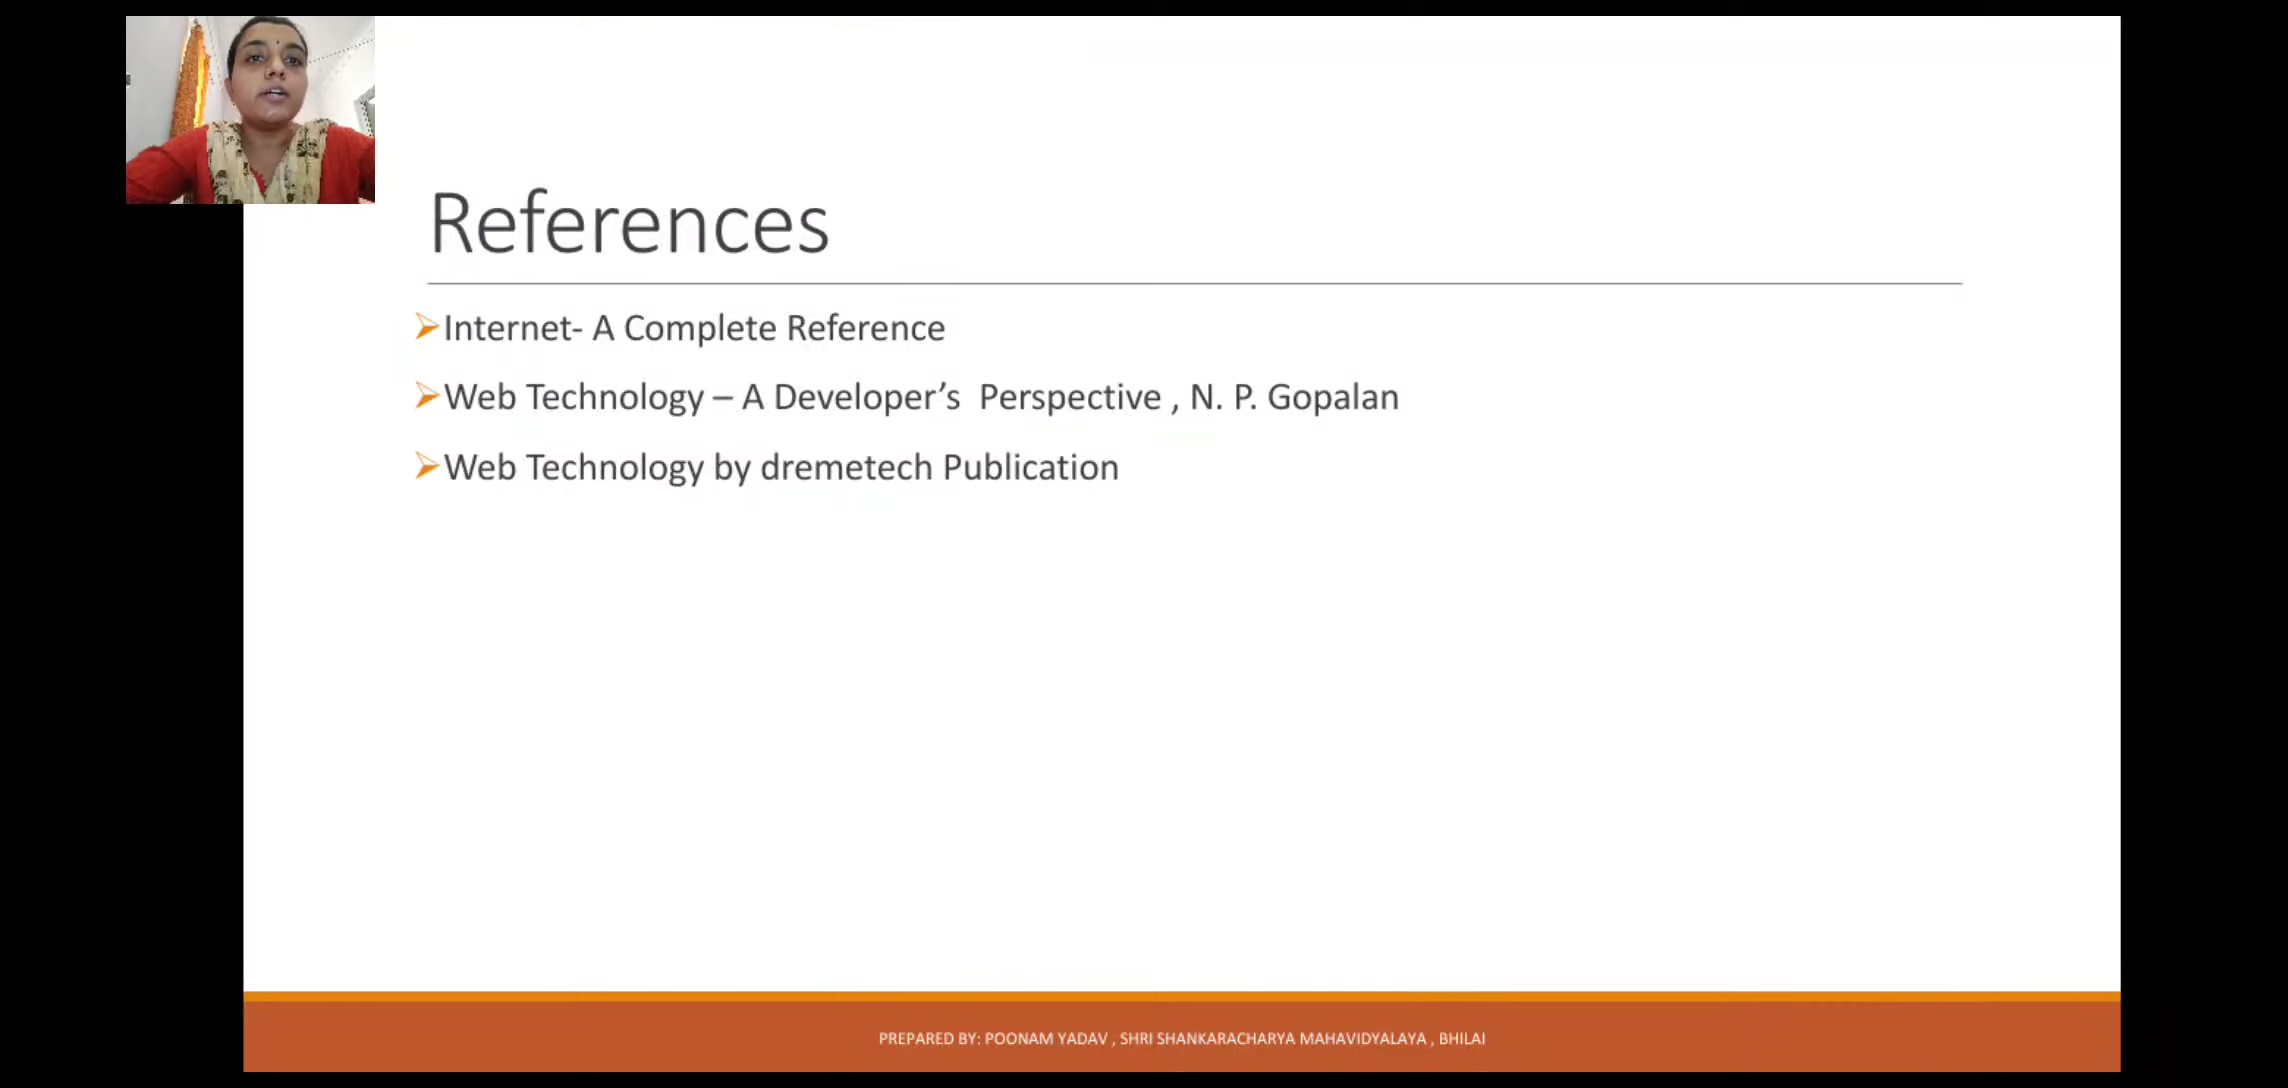 References
Internet- A Complete Reference
Web Technology – A Developer’s  Perspective , N. P. Gopalan
Web Technology by dremetech Publication
PREPARED BY: POONAM YADAV , SHRI SHANKARACHARYA MAHAVIDYALAYA , BHILAI